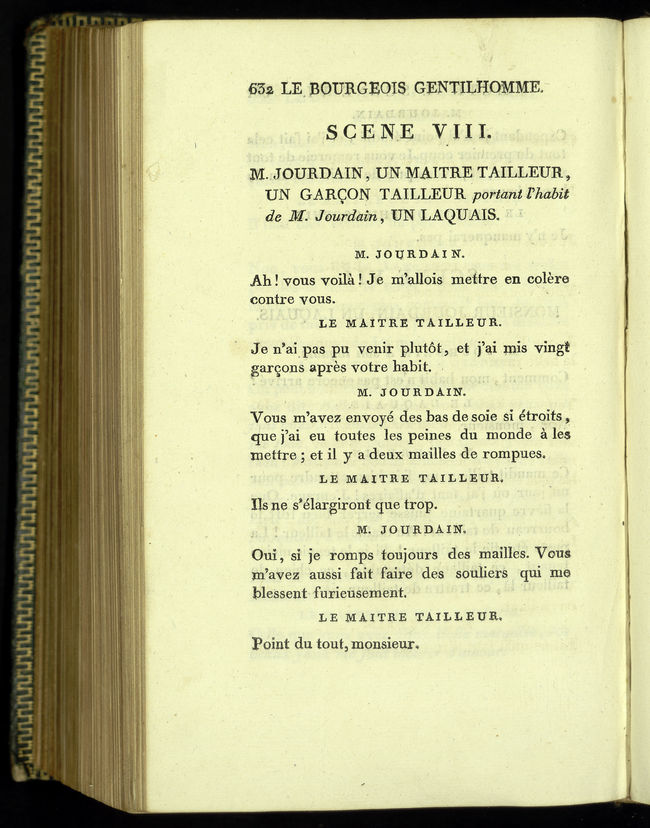 632 LE BOURGEOIS GENTILHOMME.
SCENE VIII.
M. JOURDAIN, UN MAITRE TAILLEUR,
UN GARÇON TAILLEUR portant l'habit
de M. Jourdain, UN LAQUAIS.
M. JOURDAIN.
Ah ! vous voilà ! Je m'allois mettre en colère
contre vous.
LE MAITRE TAILLEUR.
Je n'ai pas pu venir plutôt, et j'ai mis vingt
garçons après votre habit.
M. JOURDAIN.
Vous m'avez envoyé des bas de soie si étroits,
que j'ai eu toutes les peines du monde à les
mettre ; et il y a deux mailles de rompues.
LE MAITRE TAILLEUR.
Ils ne s'élargiront que trop.
M. JOURDAIN.
Oui, si je romps toujours des mailles. Vous
m'avez aussi fait faire des souliers qui me
blessent furieusement.
LE MAITRE TAILLEUR.
Point du tout, monsieur.